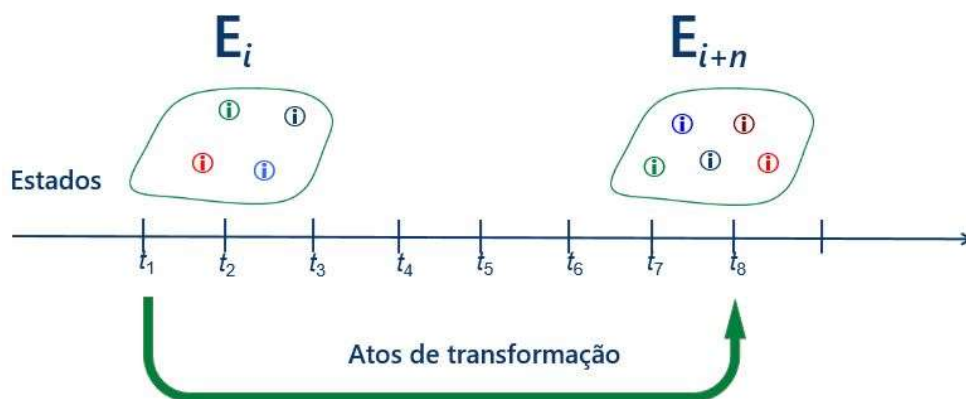 Eᵢ Eᵢ₊ₙ
ⓘ ⓘ ⓘ ⓘ
ⓘ ⓘ ⓘ ⓘ ⓘ
Estados
t₁ t₂ t₃ t₄ t₅ t₆ t₇ t₈
Atos de transformação